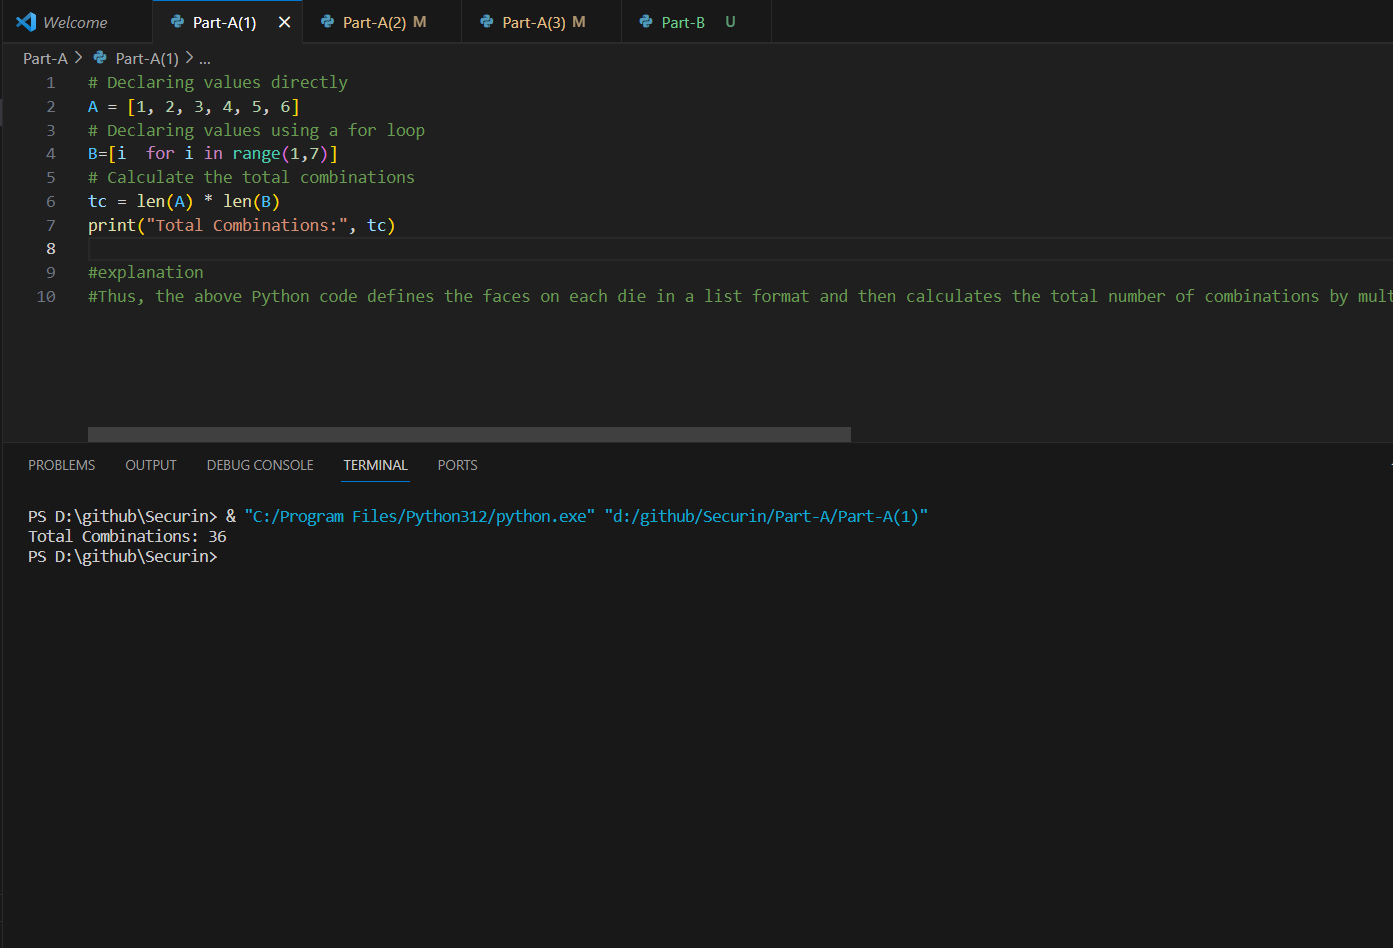 Welcome Part-A(1) Part-A(2) M Part-A(3) M Part-B U
Part-A > Part-A(1) > ...
1 # Declaring values directly
2 A = [1, 2, 3, 4, 5, 6]
3 # Declaring values using a for loop
4 B=[i  for i in range(1,7)]
5 # Calculate the total combinations
6 tc = len(A) * len(B)
7 print("Total Combinations:", tc)
8
9 #explanation
10 #Thus, the above Python code defines the faces on each die in a list format and then calculates the total number of combinations by mult
PROBLEMS OUTPUT DEBUG CONSOLE TERMINAL PORTS
PS D:\github\Securin> & "C:/Program Files/Python312/python.exe" "d:/github/Securin/Part-A/Part-A(1)"
Total Combinations: 36
PS D:\github\Securin>